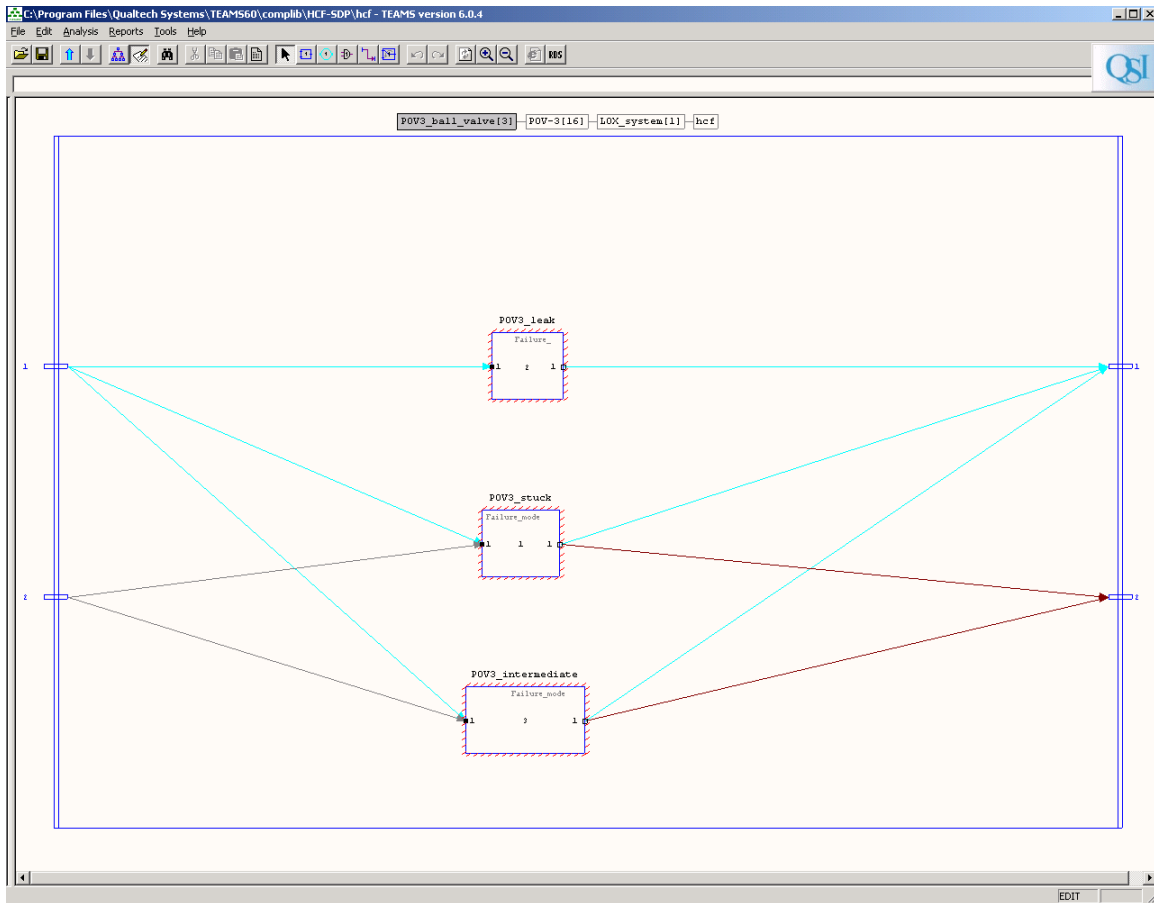 C:\Program Files\Qualtech Systems\TEAMS60\complib\HCF-SDP\hcf - TEAMS version 6.0.4
File Edit Analysis Reports Tools Help
RDS
QSI
POV3_ball_valve[3] POV-3[16] LOX_system[1] hcf
POV3_leak
Failure_
1 1 2 1 1
POV3_stuck
Failure_mode
1 1 1
2 2
POV3_intermediate
Failure_mode
1 3 1
EDIT